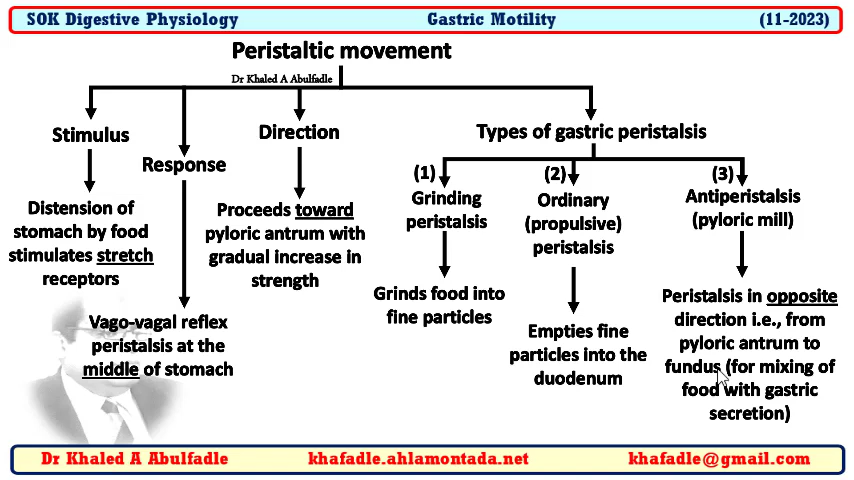 SOK Digestive Physiology Gastric Motility (11-2023)
Peristaltic movement
Dr Khaled A Abulfadle
Stimulus
Distension of
stomach by food
stimulates stretch
receptors
Response
Vago-vagal reflex
peristalsis at the
middle of stomach
Direction
Proceeds toward
pyloric antrum with
gradual increase in
strength
Types of gastric peristalsis
(1)
Grinding
peristalsis
Grinds food into
fine particles
(2)
Ordinary
(propulsive)
peristalsis
Empties fine
particles into the
duodenum
(3)
Antiperistalsis
(pyloric mill)
Peristalsis in opposite
direction i.e., from
pyloric antrum to
fundus (for mixing of
food with gastric
secretion)
Dr Khaled A Abulfadle khafadle.ahlamontada.net khafadle@gmail.com